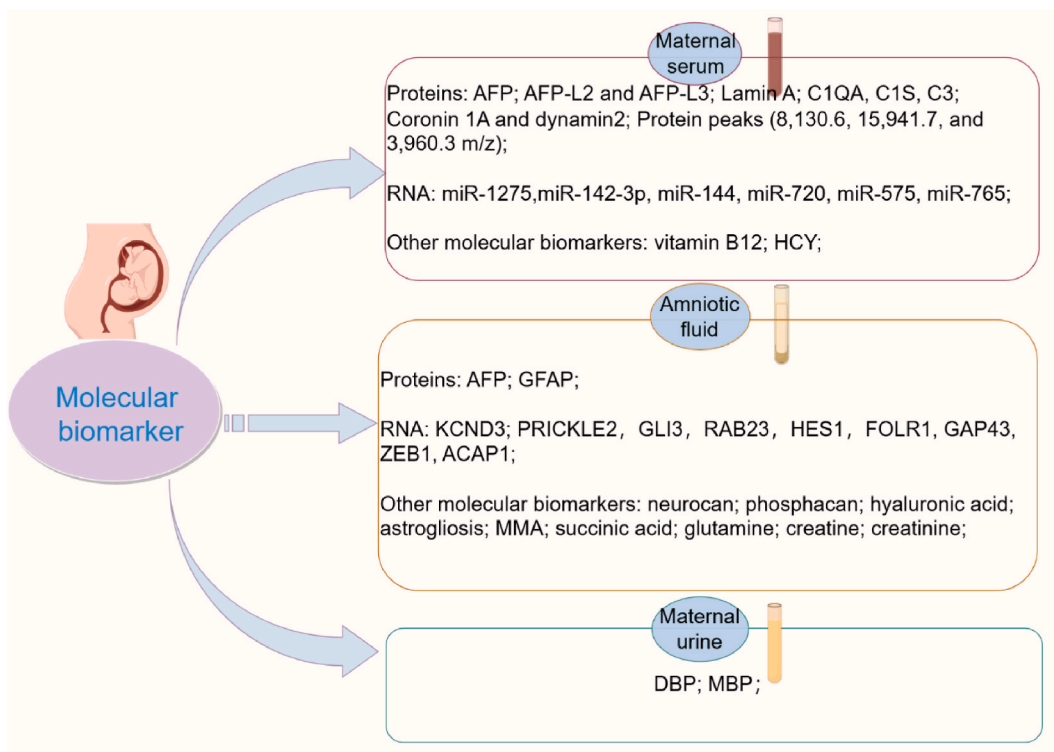 Maternal
serum
Proteins: AFP; AFP-L2 and AFP-L3; Lamin A; C1QA, C1S, C3;
Coronin 1A and dynamin2; Protein peaks (8,130.6, 15,941.7, and
3,960.3 m/z);
RNA: miR-1275,miR-142-3p, miR-144, miR-720, miR-575, miR-765;
Other molecular biomarkers: vitamin B12; HCY;
Molecular
biomarker
Amniotic
fluid
Proteins: AFP; GFAP;
RNA: KCND3; PRICKLE2, GLI3, RAB23, HES1, FOLR1, GAP43,
ZEB1, ACAP1;
Other molecular biomarkers: neurocan; phosphacan; hyaluronic acid;
astrogliosis; MMA; succinic acid; glutamine; creatine; creatinine;
Maternal
urine
DBP; MBP;